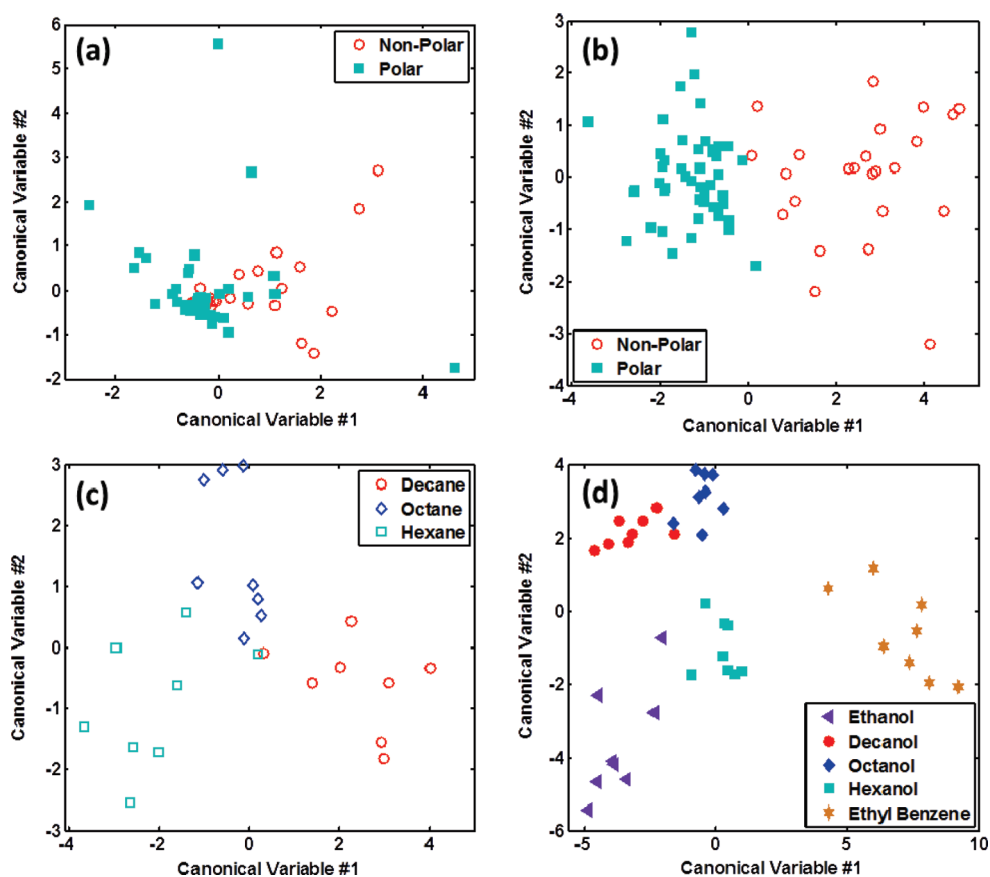 (a)
Non-Polar
Polar
6
5
4
3
2
1
0
-1
-2
-2
0
2
4
Canonical Variable #2
Canonical Variable #1
(b)
Non-Polar
Polar
3
2
1
0
-1
-2
-3
-4
-4
-2
0
2
4
Canonical Variable #2
Canonical Variable #1
(c)
Decane
Octane
Hexane
3
2
1
0
-1
-2
-3
-4
-2
0
2
4
Canonical Variable #2
Canonical Variable #1
(d)
Ethanol
Decanol
Octanol
Hexanol
Ethyl Benzene
4
2
0
-2
-4
-6
-5
0
5
10
Canonical Variable #2
Canonical Variable #1